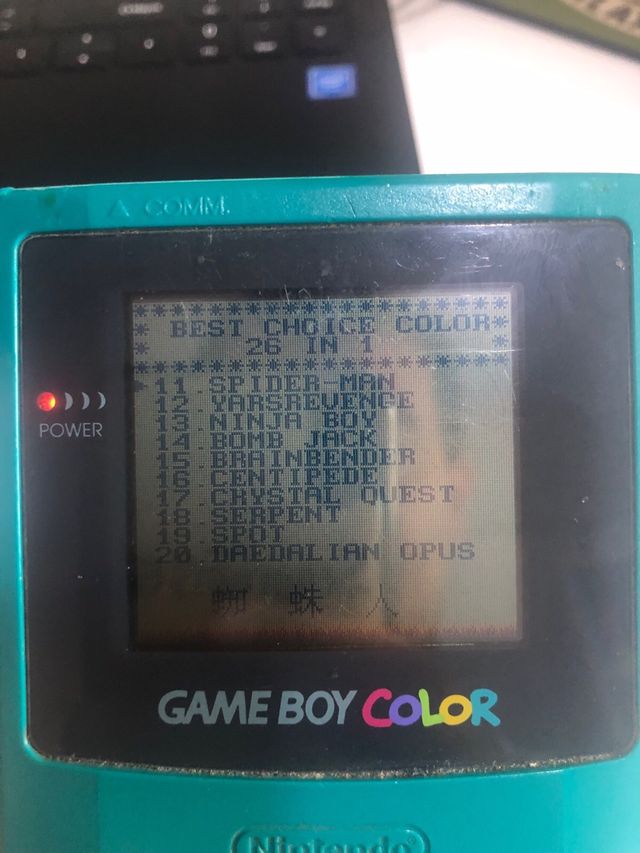 △ COMM.
************************
* BEST CHOICE COLOR*
* 26 IN 1 *
************************
11.SPIDER-MAN
12.YARSREVENGE
13.NINJA BOY
14.BOMB JACK
15.BRAINBENDER
16.CENTIPEDE
17.CRYSTAL QUEST
18.SERPENT
19.SPOT
20 DAEDALIAN OPUS
蜘 蛛 人
POWER
GAME BOY COLOR
Nintendo